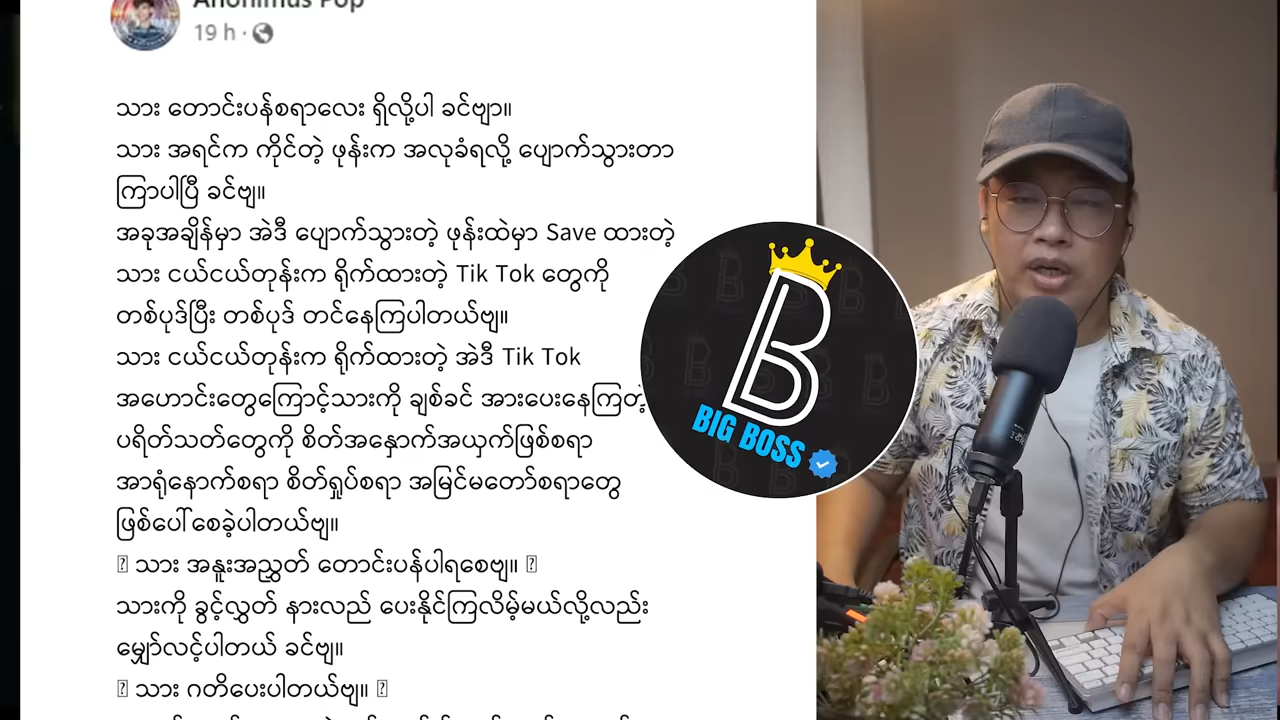 Anonimus Pop
19 h
သား တောင်းပန်စရာလေး ရှိလို့ပါ ခင်ဗျာ။
သား အရင်က ကိုင်တဲ့ ဖုန်းက အလုခံရလို့ ပျောက်သွားတာ
ကြာပါပြီ ခင်ဗျ။
အခုအချိန်မှာ အဲဒီ ပျောက်သွားတဲ့ ဖုန်းထဲမှာ Save ထားတဲ့
သား ငယ်ငယ်တုန်းက ရိုက်ထားတဲ့ Tik Tok တွေကို
တစ်ပုဒ်ပြီး တစ်ပုဒ် တင်နေကြပါတယ်ဗျ။
သား ငယ်ငယ်တုန်းက ရိုက်ထားတဲ့ အဲဒီ Tik Tok
အဟောင်းတွေကြောင့်သားကို ချစ်ခင် အားပေးနေကြတဲ့
ပရိတ်သတ်တွေကို စိတ်အနှောက်အယှက်ဖြစ်စရာ
အာရုံနောက်စရာ စိတ်ရှုပ်စရာ အမြင်မတော်စရာတွေ
ဖြစ်ပေါ်စေခဲ့ပါတယ်ဗျ။
သား အနူးအညွှတ် တောင်းပန်ပါရစေဗျ။
သားကို ခွင့်လွှတ် နားလည် ပေးနိုင်ကြလိမ့်မယ်လို့လည်း
မျှော်လင့်ပါတယ် ခင်ဗျ။
သား ဂတိပေးပါတယ်ဗျ။
B
BIG BOSS